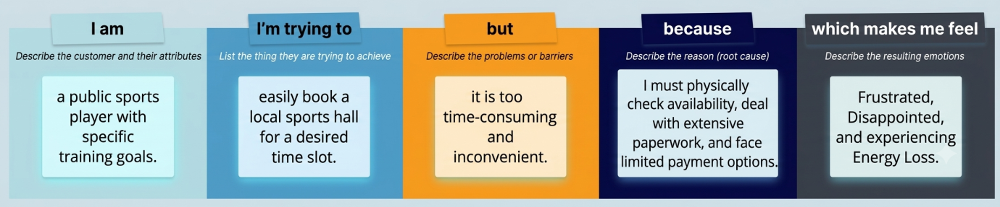 I am
Describe the customer and their attributes
a public sports
player with
specific
training goals.
I'm trying to
List the thing they are trying to achieve
easily book a
local sports hall
for a desired
time slot.
but
Describe the problems or barriers
it is too
time-consuming
and
inconvenient.
because
Describe the reason (root cause)
I must physically
check availability, deal
with extensive
paperwork, and face
limited payment options.
which makes me feel
Describe the resulting emotions
Frustrated,
Disappointed,
and experiencing
Energy Loss.